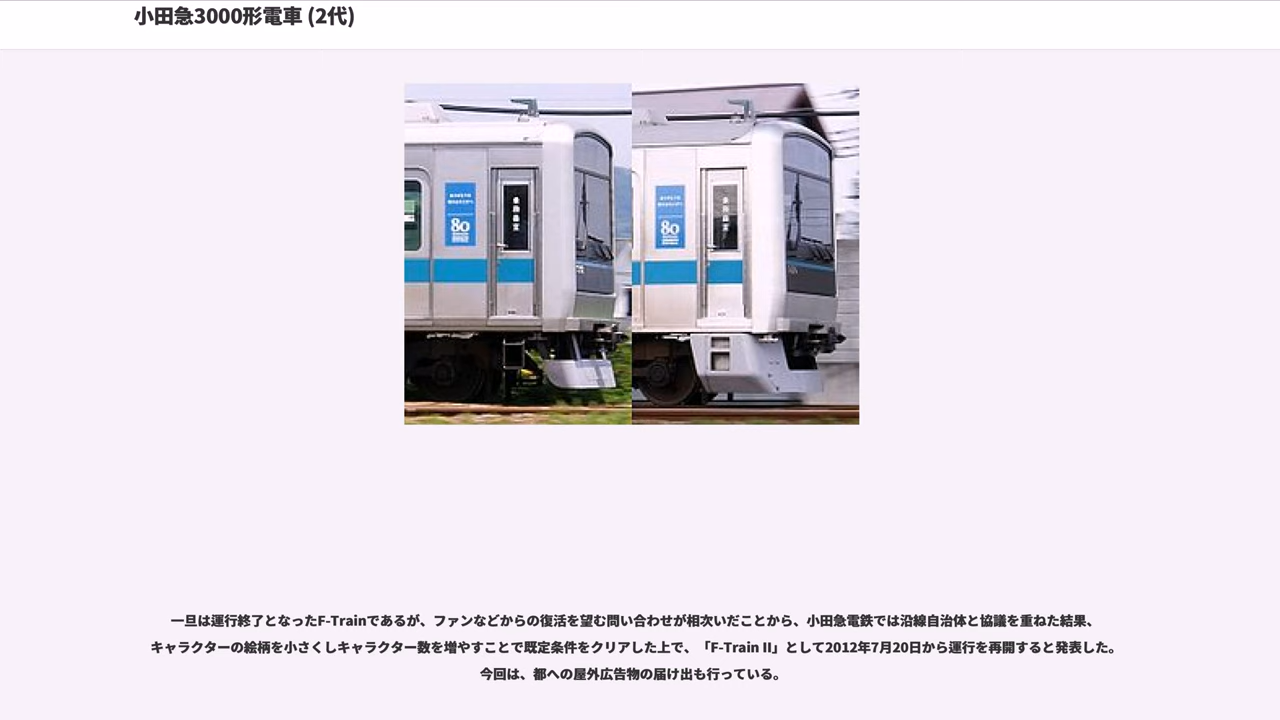 小田急3000形電車 (2代)
80
80
一旦は運行終了となったF-Trainであるが、ファンなどからの復活を望む問い合わせが相次いだことから、小田急電鉄では沿線自治体と協議を重ねた結果、
キャラクターの絵柄を小さくしキャラクター数を増やすことで既定条件をクリアした上で、「F-Train II」として2012年7月20日から運行を再開すると発表した。
今回は、都への屋外広告物の届け出も行っている。